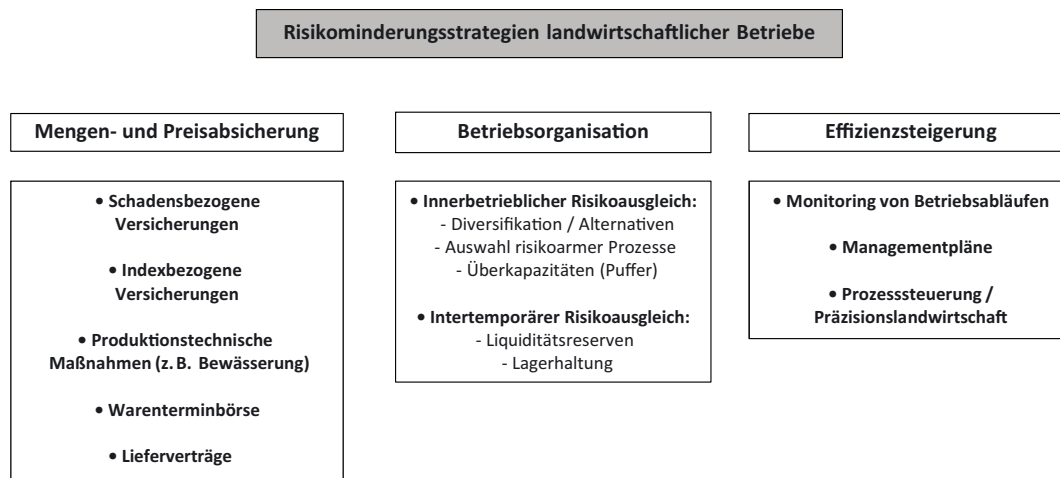 Risikominderungsstrategien landwirtschaftlicher Betriebe
Mengen- und Preisabsicherung
• Schadensbezogene
Versicherungen
• Indexbezogene
Versicherungen
• Produktionstechnische
Maßnahmen (z. B. Bewässerung)
• Warenterminbörse
• Lieferverträge
Betriebsorganisation
• Innerbetrieblicher Risikoausgleich:
- Diversifikation / Alternativen
- Auswahl risikoarmer Prozesse
- Überkapazitäten (Puffer)
• Intertemporärer Risikoausgleich:
- Liquiditätsreserven
- Lagerhaltung
Effizienzsteigerung
• Monitoring von Betriebsabläufen
• Managementpläne
• Prozesssteuerung /
Präzisionslandwirtschaft